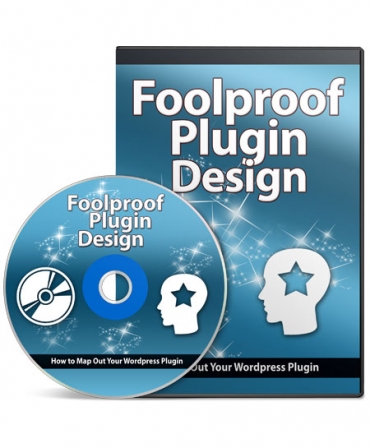 Foolproof
Plugin
Design
Foolproof
Plugin
Design
How to Map Out Your Wordpress Plugin
Out Your Wordpress Plugin